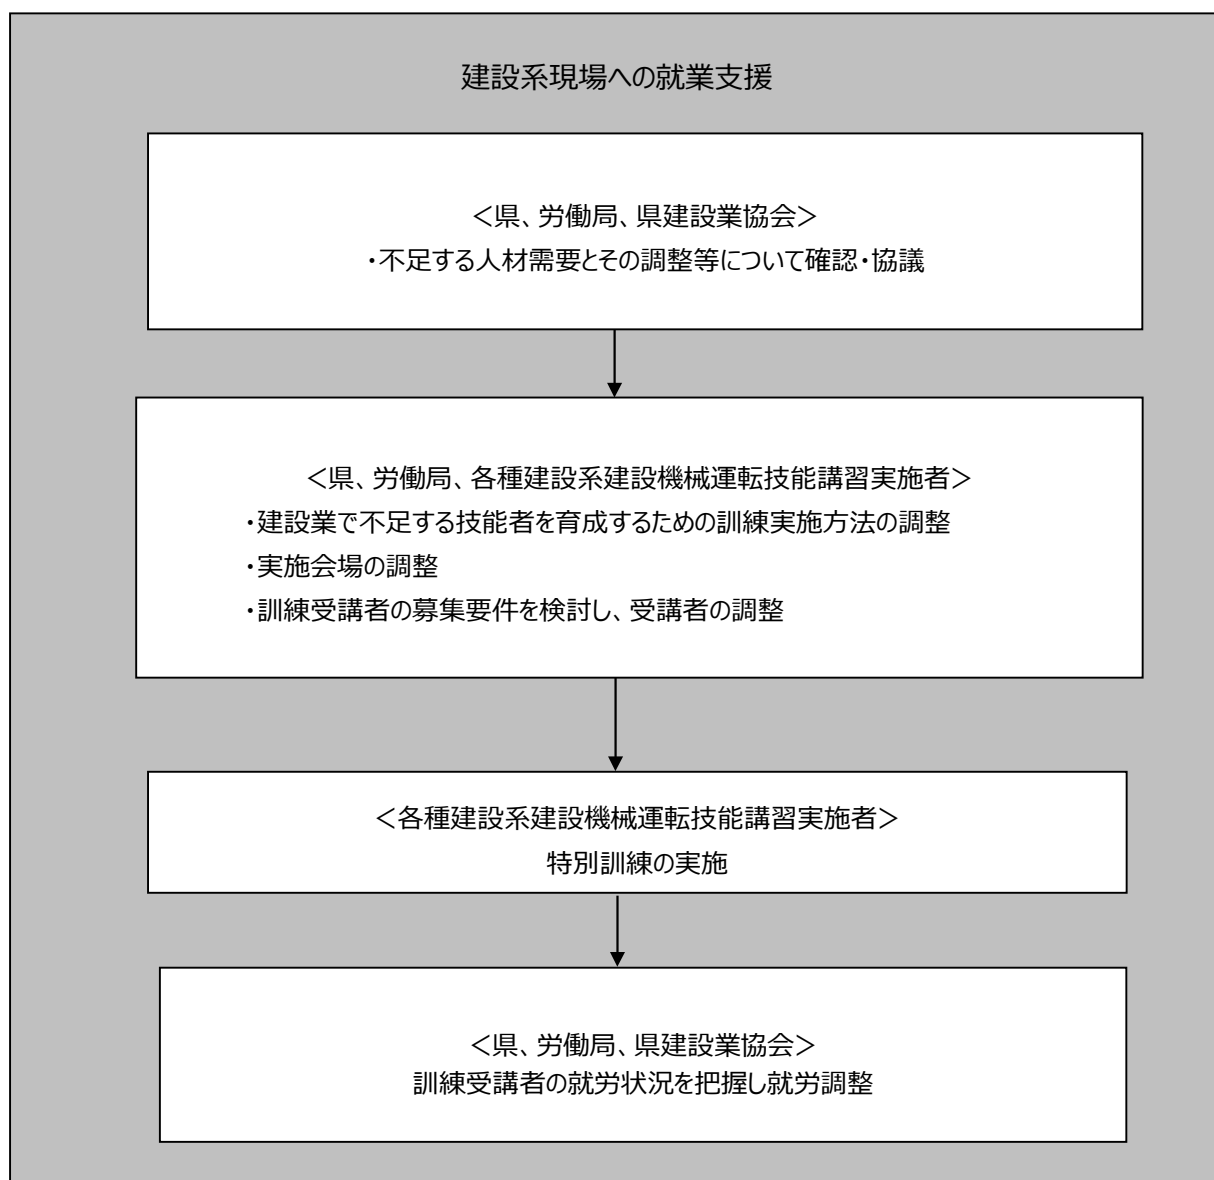 建設系現場への就業支援
＜県、労働局、県建設業協会＞
・不足する人材需要とその調整等について確認・協議
＜県、労働局、各種建設系建設機械運転技能講習実施者＞
・建設業で不足する技能者を育成するための訓練実施方法の調整
・実施会場の調整
・訓練受講者の募集要件を検討し、受講者の調整
＜各種建設系建設機械運転技能講習実施者＞
特別訓練の実施
＜県、労働局、県建設業協会＞
訓練受講者の就労状況を把握し就労調整